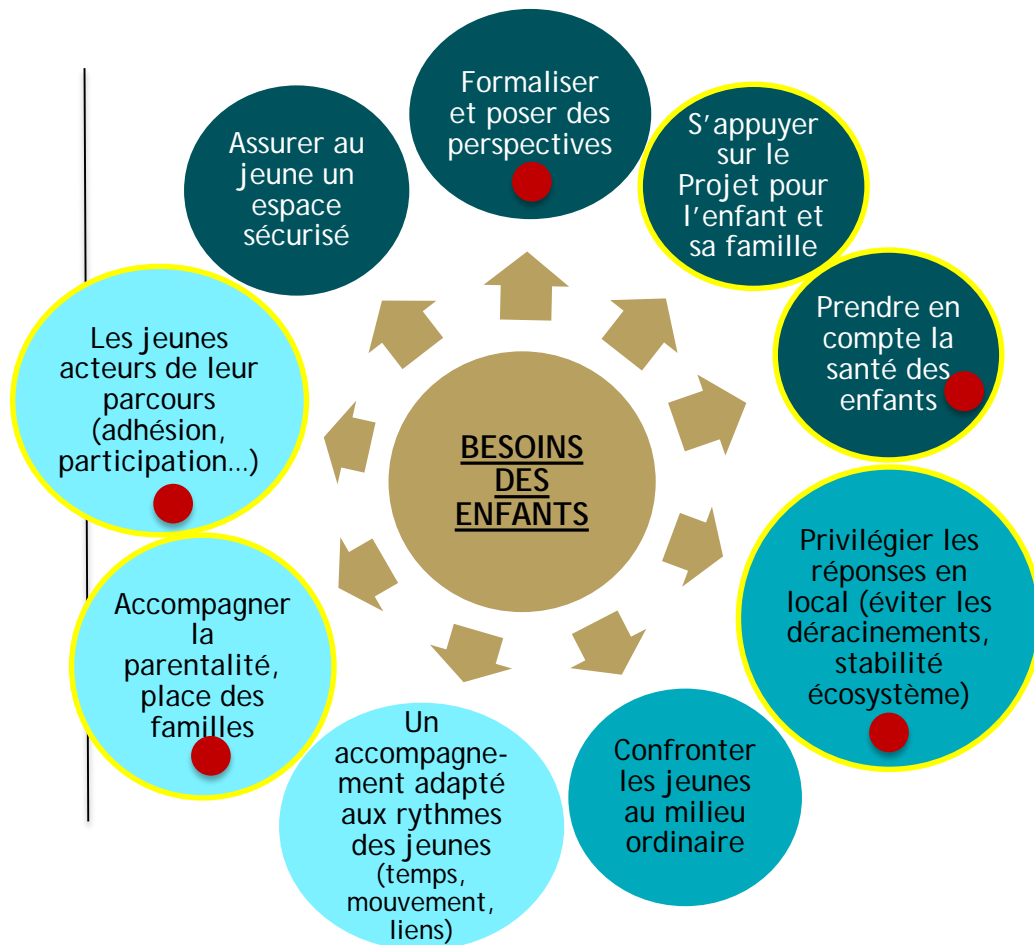 Formaliser
et poser des
perspectives
S'appuyer
sur le
Projet pour
l'enfant et
sa famille
Prendre en
compte la
santé des
enfants
Privilégier les
réponses en
local (éviter les
déracinements,
stabilité
écosystème)
Confronter
les jeunes
au milieu
ordinaire
Un
accompagne-
ment adapté
aux rythmes
des jeunes
(temps,
mouvement,
liens)
Accompagner
la
parentalité,
place des
familles
Les jeunes
acteurs de leur
parcours
(adhésion,
participation…)
Assurer au
jeune un
espace
sécurisé
BESOINS
DES
ENFANTS